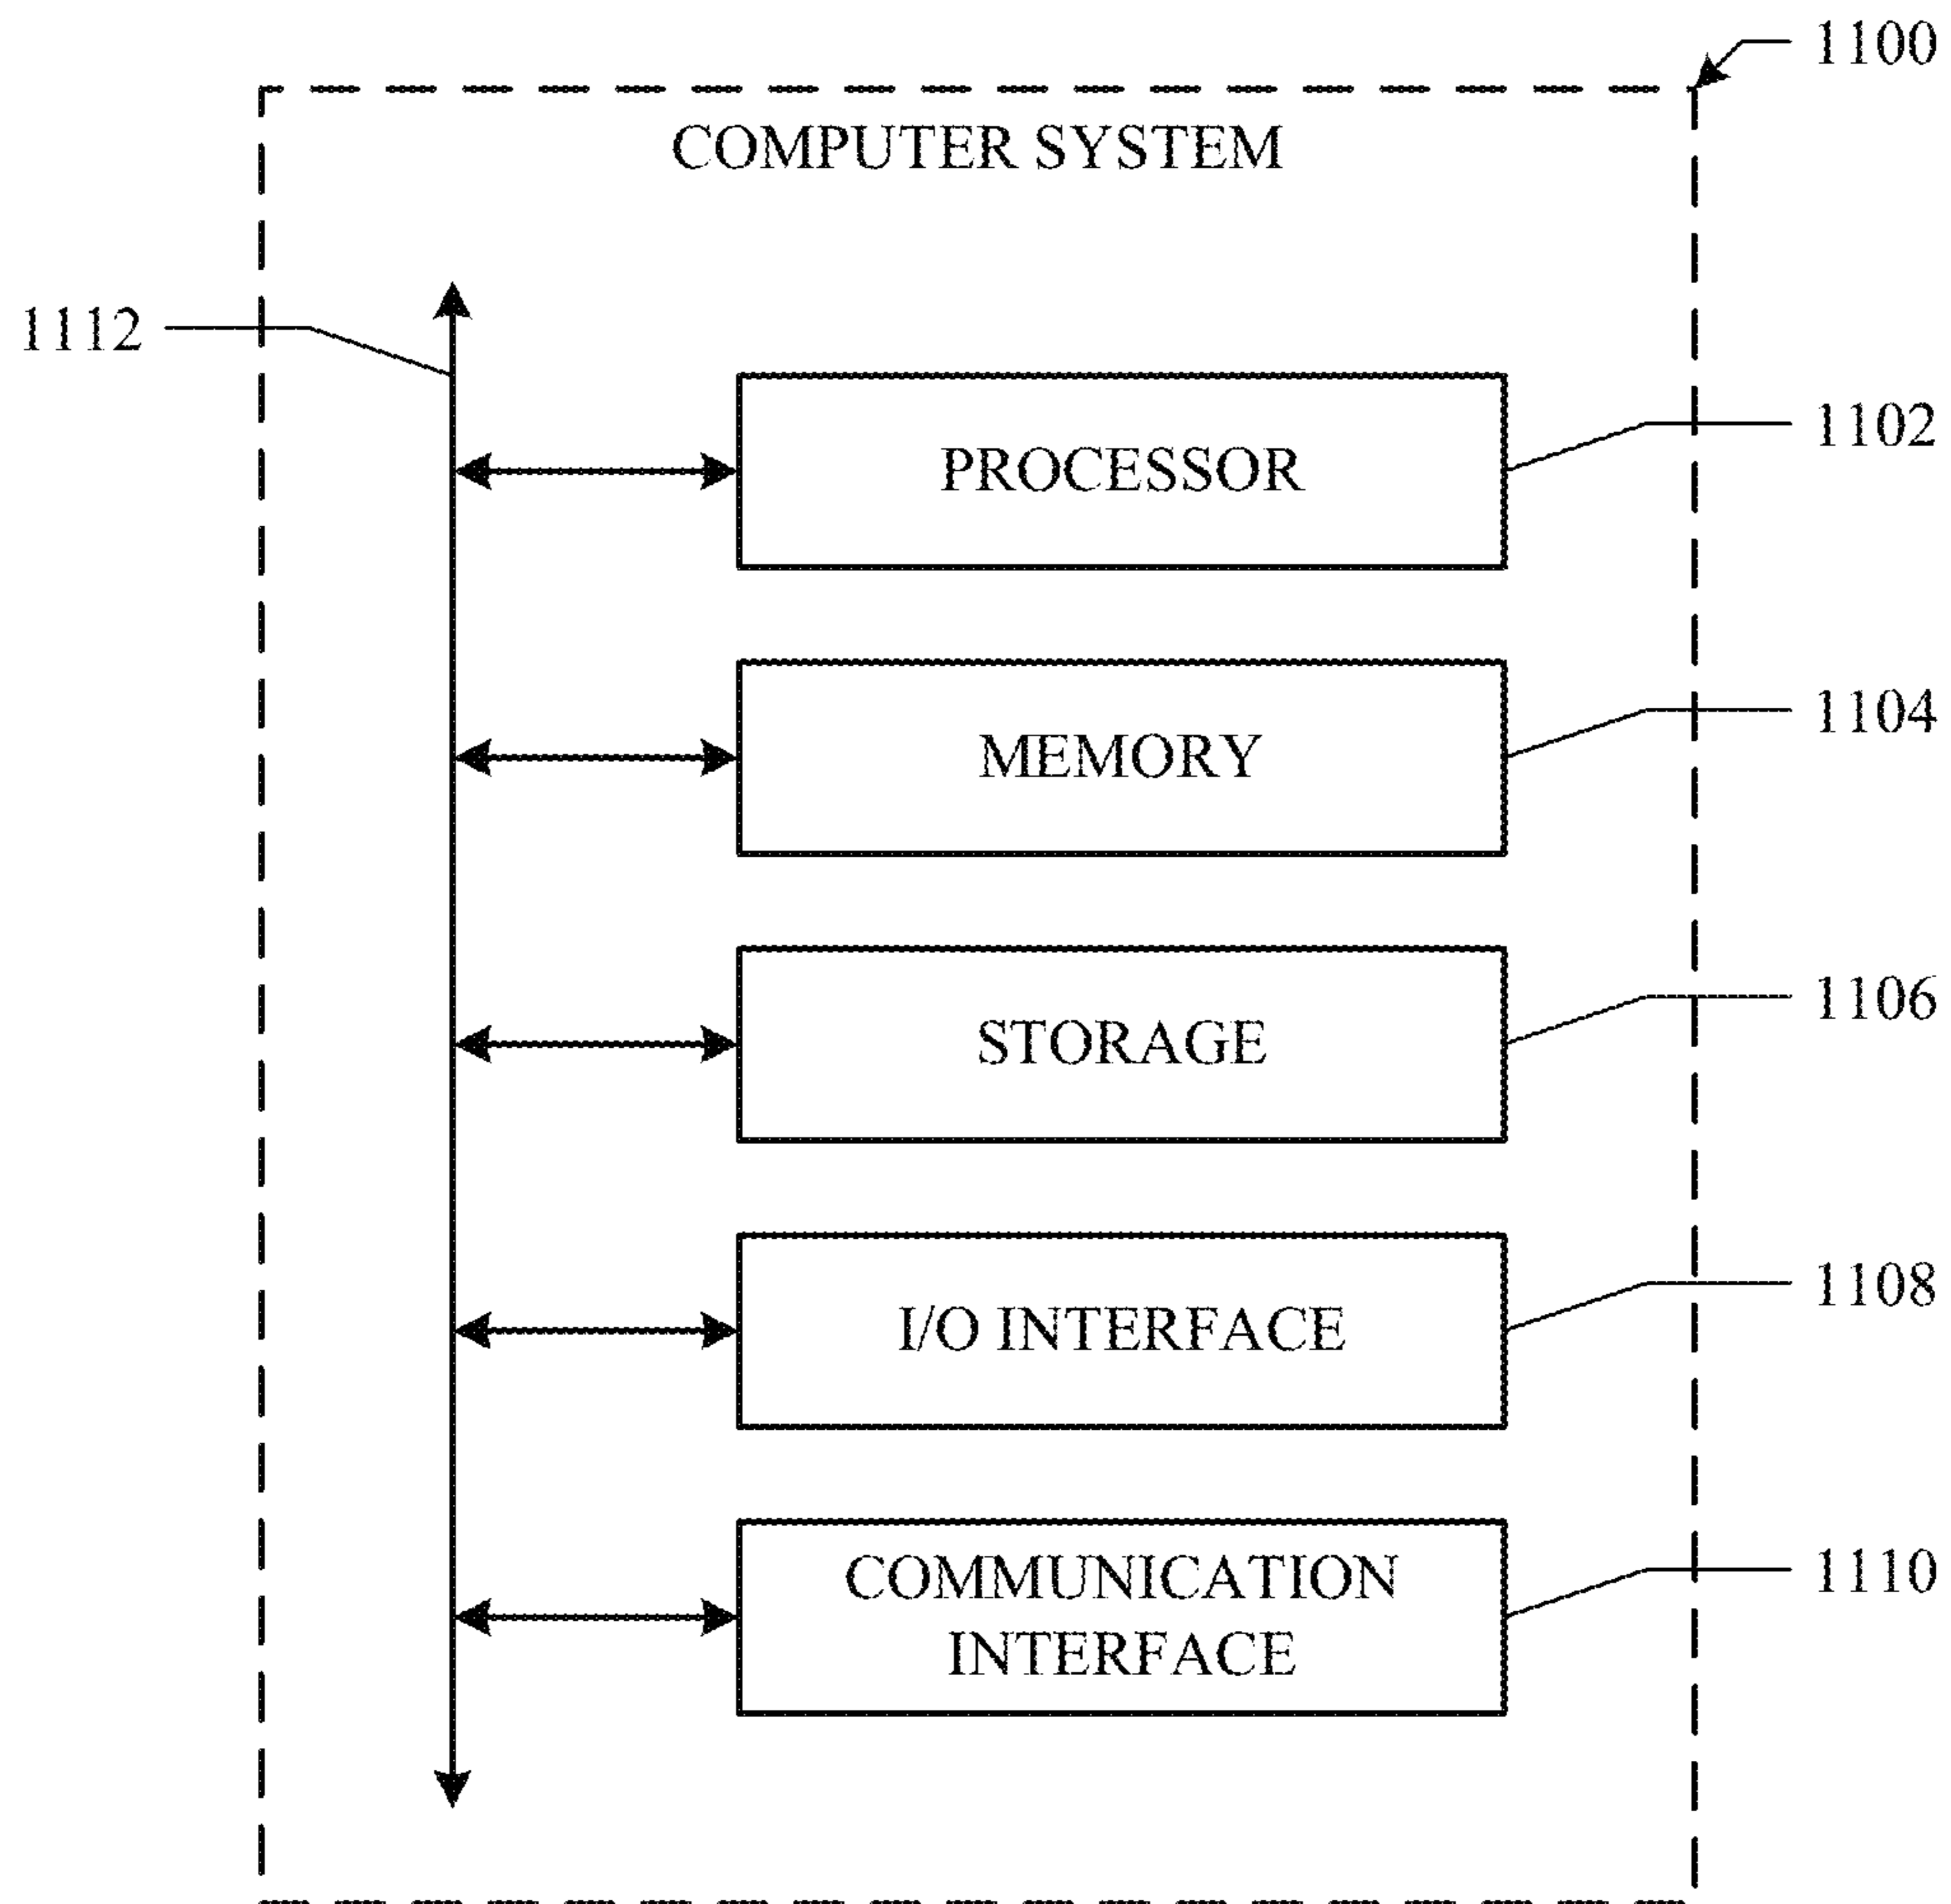 1100
COMPUTER SYSTEM
1112
1102
PROCESSOR
1104
MEMORY
1106
STORAGE
1108
I/O INTERFACE
1110
COMMUNICATION
INTERFACE